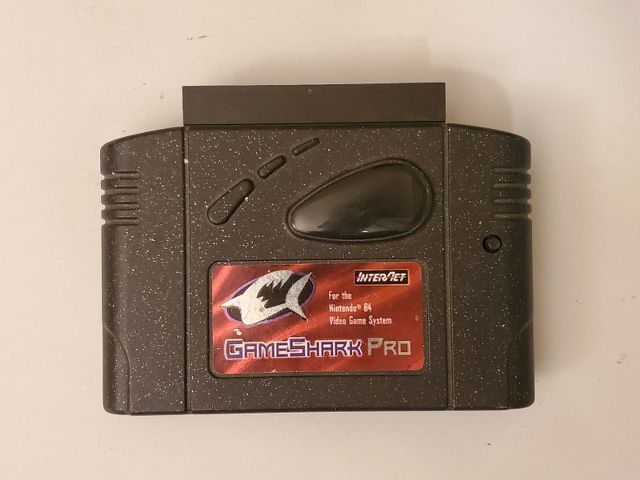 INTERACT
For the
Nintendo® 64
Video Game System
GAMESHARK PRO